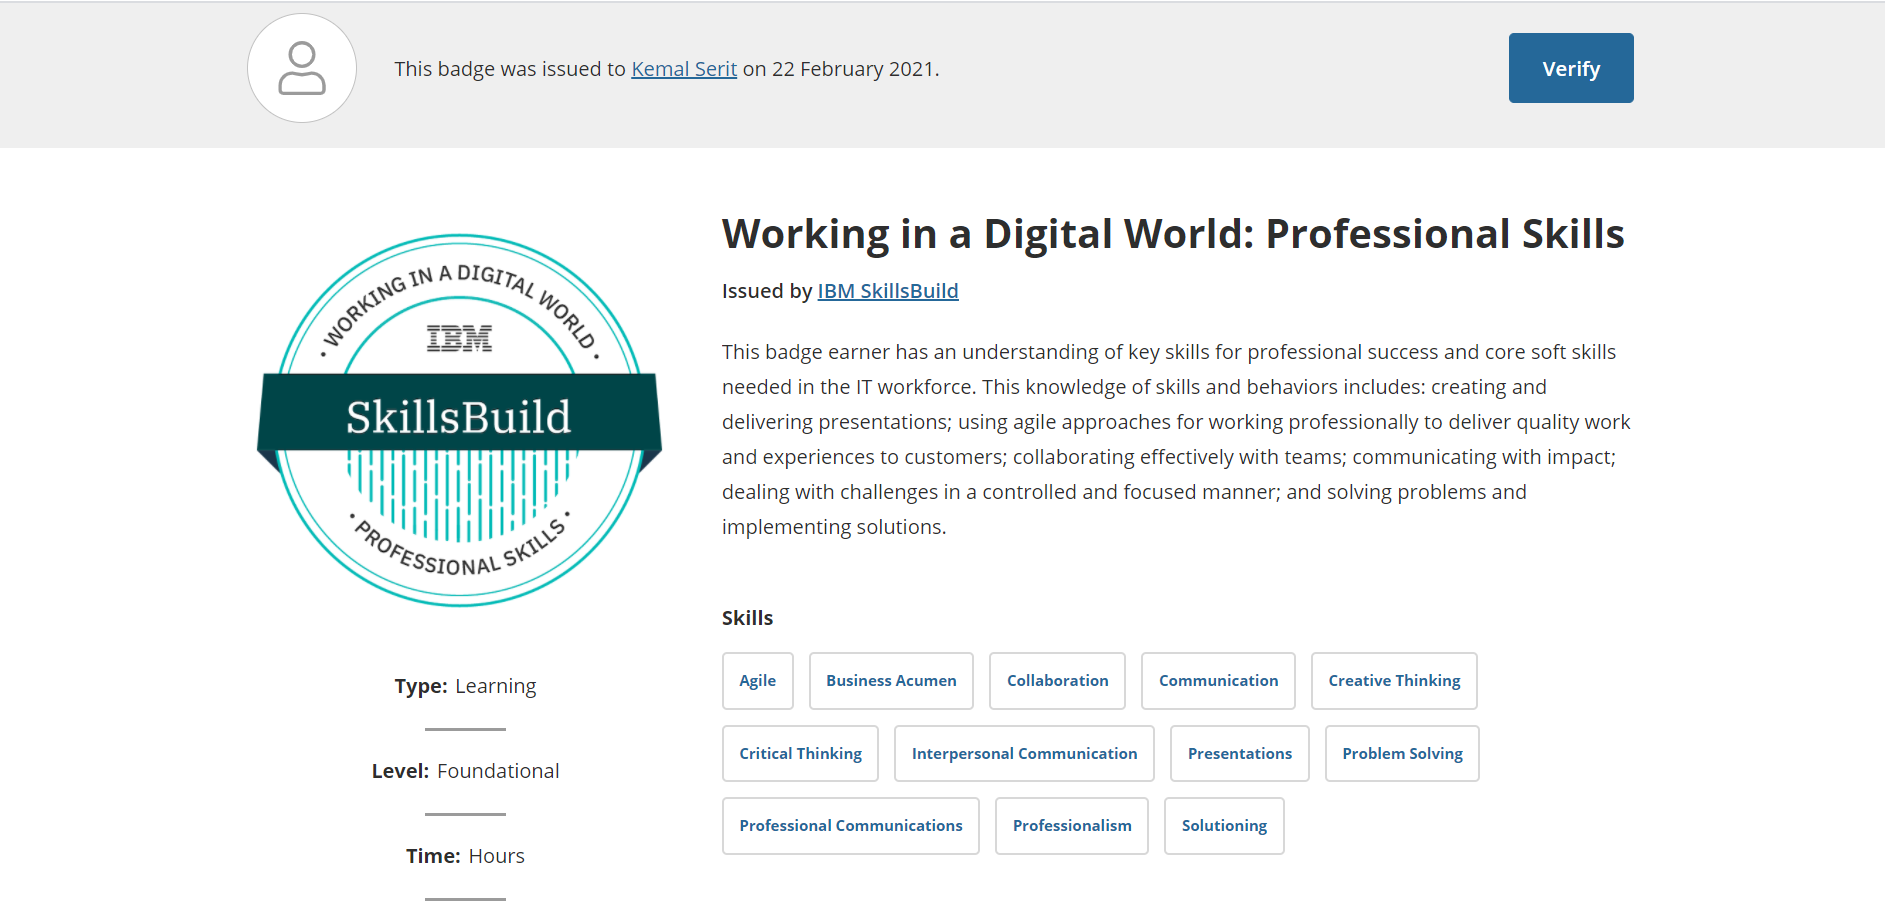 This badge was issued to Kemal Serit on 22 February 2021.
Verify
· WORKING IN A DIGITAL WORLD ·
IBM
SkillsBuild
· PROFESSIONAL SKILLS ·
Type: Learning
Level: Foundational
Time: Hours
Working in a Digital World: Professional Skills
Issued by IBM SkillsBuild
This badge earner has an understanding of key skills for professional success and core soft skills
needed in the IT workforce. This knowledge of skills and behaviors includes: creating and
delivering presentations; using agile approaches for working professionally to deliver quality work
and experiences to customers; collaborating effectively with teams; communicating with impact;
dealing with challenges in a controlled and focused manner; and solving problems and
implementing solutions.
Skills
Agile Business Acumen Collaboration Communication Creative Thinking
Critical Thinking Interpersonal Communication Presentations Problem Solving
Professional Communications Professionalism Solutioning